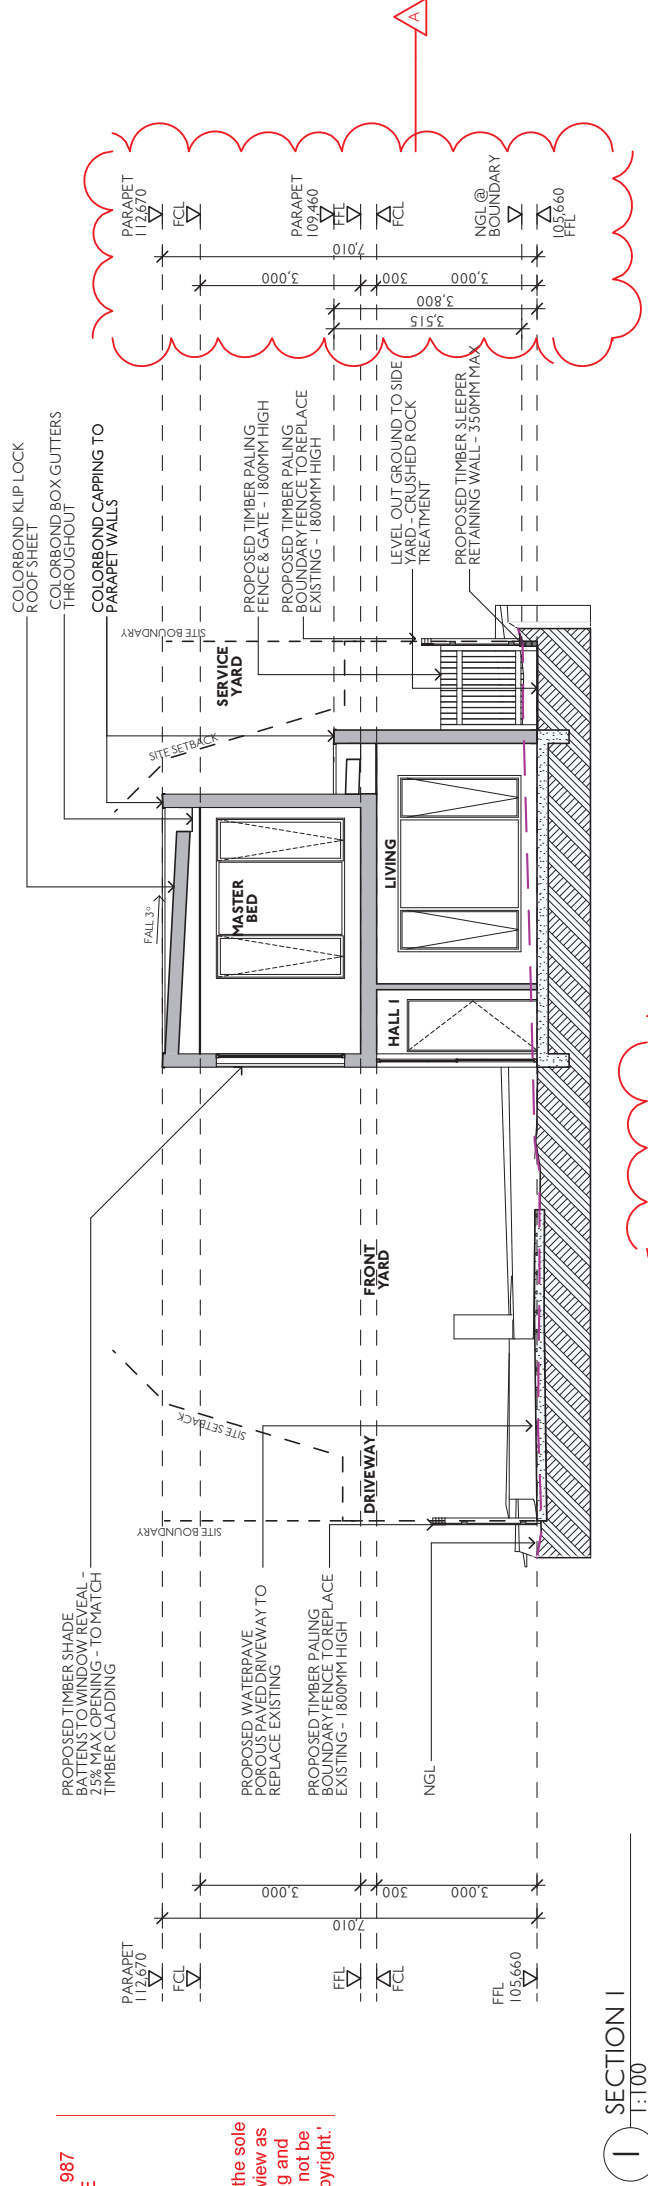 A
PARAPET
112,670
FCL
PARAPET
109,460
FFL
FCL
NGL @
BOUNDARY
105,660
FFL
7,010
3,000
300
3,000
3,800
3,515
COLORBOND KLIP LOCK
ROOF SHEET
COLORBOND BOX GUTTERS
THROUGHOUT
COLORBOND CAPPING TO
PARAPET WALLS
PROPOSED TIMBER PALING
FENCE & GATE - 1800MM HIGH
PROPOSED TIMBER PALING
BOUNDARY FENCE TO REPLACE
EXISTING - 1800MM HIGH
LEVEL OUT GROUND TO SIDE
YARD - CRUSHED ROCK
TREATMENT
PROPOSED TIMBER SLEEPER
RETAINING WALL - 350MM MAX
SITE BOUNDARY
SERVICE
YARD
SITE SETBACK
FALL 3°
MASTER
BED
LIVING
HALL 1
FRONT
YARD
SITE SETBACK
DRIVEWAY
SITE BOUNDARY
PROPOSED TIMBER SHADE
BATTENS TO WINDOW REVEAL -
25% MAX OPENING - TO MATCH
TIMBER CLADDING
PROPOSED WATERPAVE
POROUS PAVED DRIVEWAY TO
REPLACE EXISTING
PROPOSED TIMBER PALING
BOUNDARY FENCE TO REPLACE
EXISTING - 1800MM HIGH
NGL
3,000
300
3,000
7,010
PARAPET
112,670
FCL
FFL
FCL
FFL
105,660
1
SECTION 1
1:100
987
E
the sole
view as
g and
not be
pyright.'